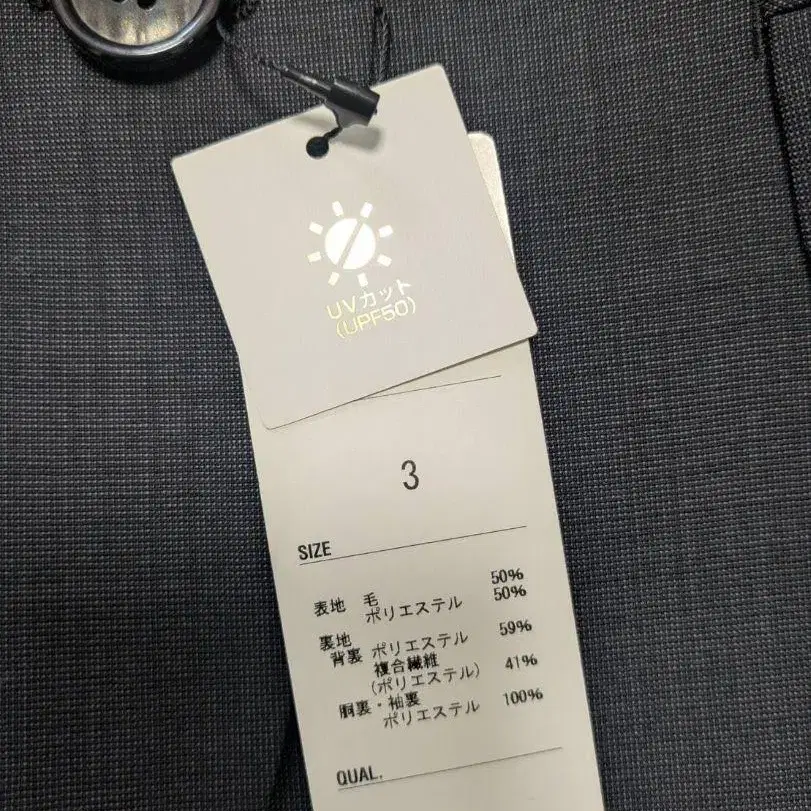 UVカット
(UPF50)
3
SIZE
表地 毛 50%
ポリエステル 50%
裏地
背裏 ポリエステル 59%
複合繊維
(ポリエステル) 41%
胴裏・袖裏
ポリエステル 100%
QUAL.